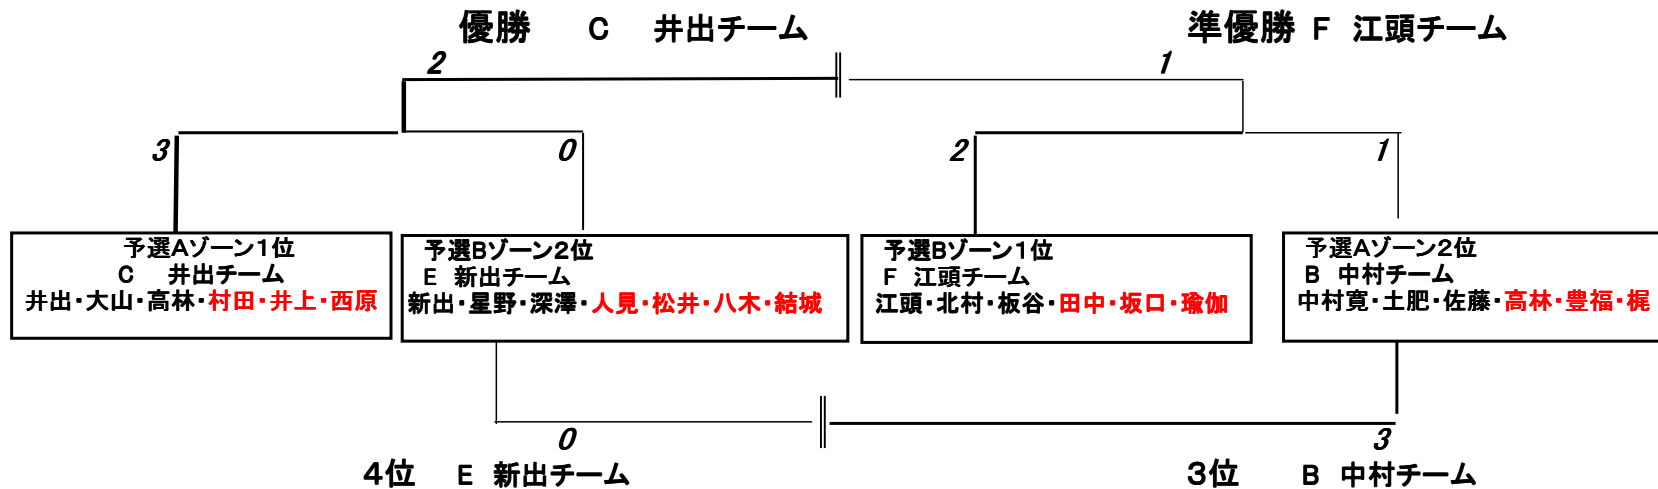 優勝　C　井出チーム　準優勝 F 江頭チーム
2　1
3　0　2　1
予選Aゾーン１位
C　井出チーム
井出・大山・高林・村田・井上・西原
予選Bゾーン２位
E 新出チーム
新出・星野・深澤・人見・松井・八木・結城
予選Bゾーン１位
F 江頭チーム
江頭・北村・板谷・田中・坂口・瑜伽
予選Aゾーン２位
B 中村チーム
中村寛・土肥・佐藤・高林・豊福・梶
0　3
４位　E 新出チーム　３位　B 中村チーム